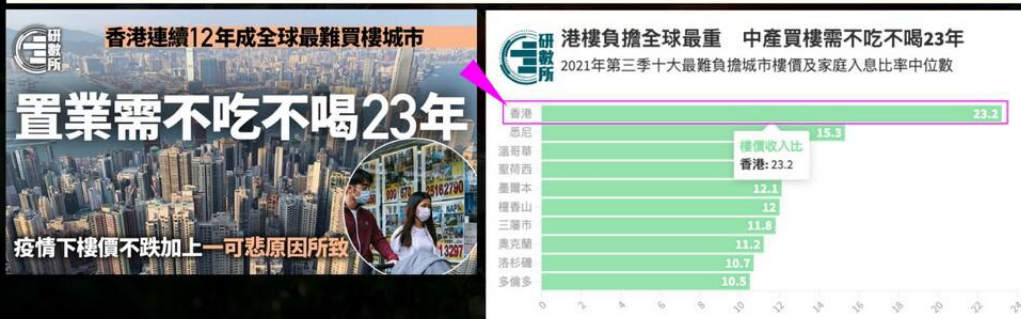 研數所
香港連續12年成全球最難買樓城市
置業需不吃不喝23年
疫情下樓價不跌加上一可悲原因所致
研數所
港樓負擔全球最重 中產買樓需不吃不喝23年
2021年第三季十大最難負擔城市樓價及家庭入息比率中位數
香港 23.2
悉尼 15.3
溫哥華
聖荷西
墨爾本 12.1
檀香山 12
三藩市 11.8
奧克蘭 11.2
洛杉磯 10.7
多倫多 10.5
樓價收入比
香港: 23.2
0 2 4 6 8 10 12 14 16 18 20 22 24